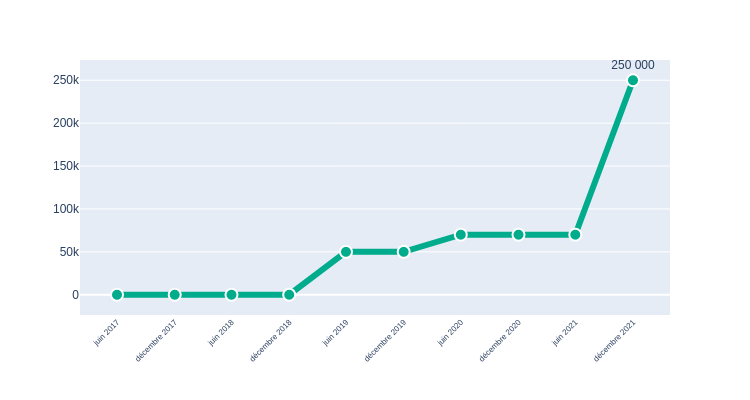 250 000
250k
200k
150k
100k
50k
0
juin 2017
décembre 2017
juin 2018
décembre 2018
juin 2019
décembre 2019
juin 2020
décembre 2020
juin 2021
décembre 2021